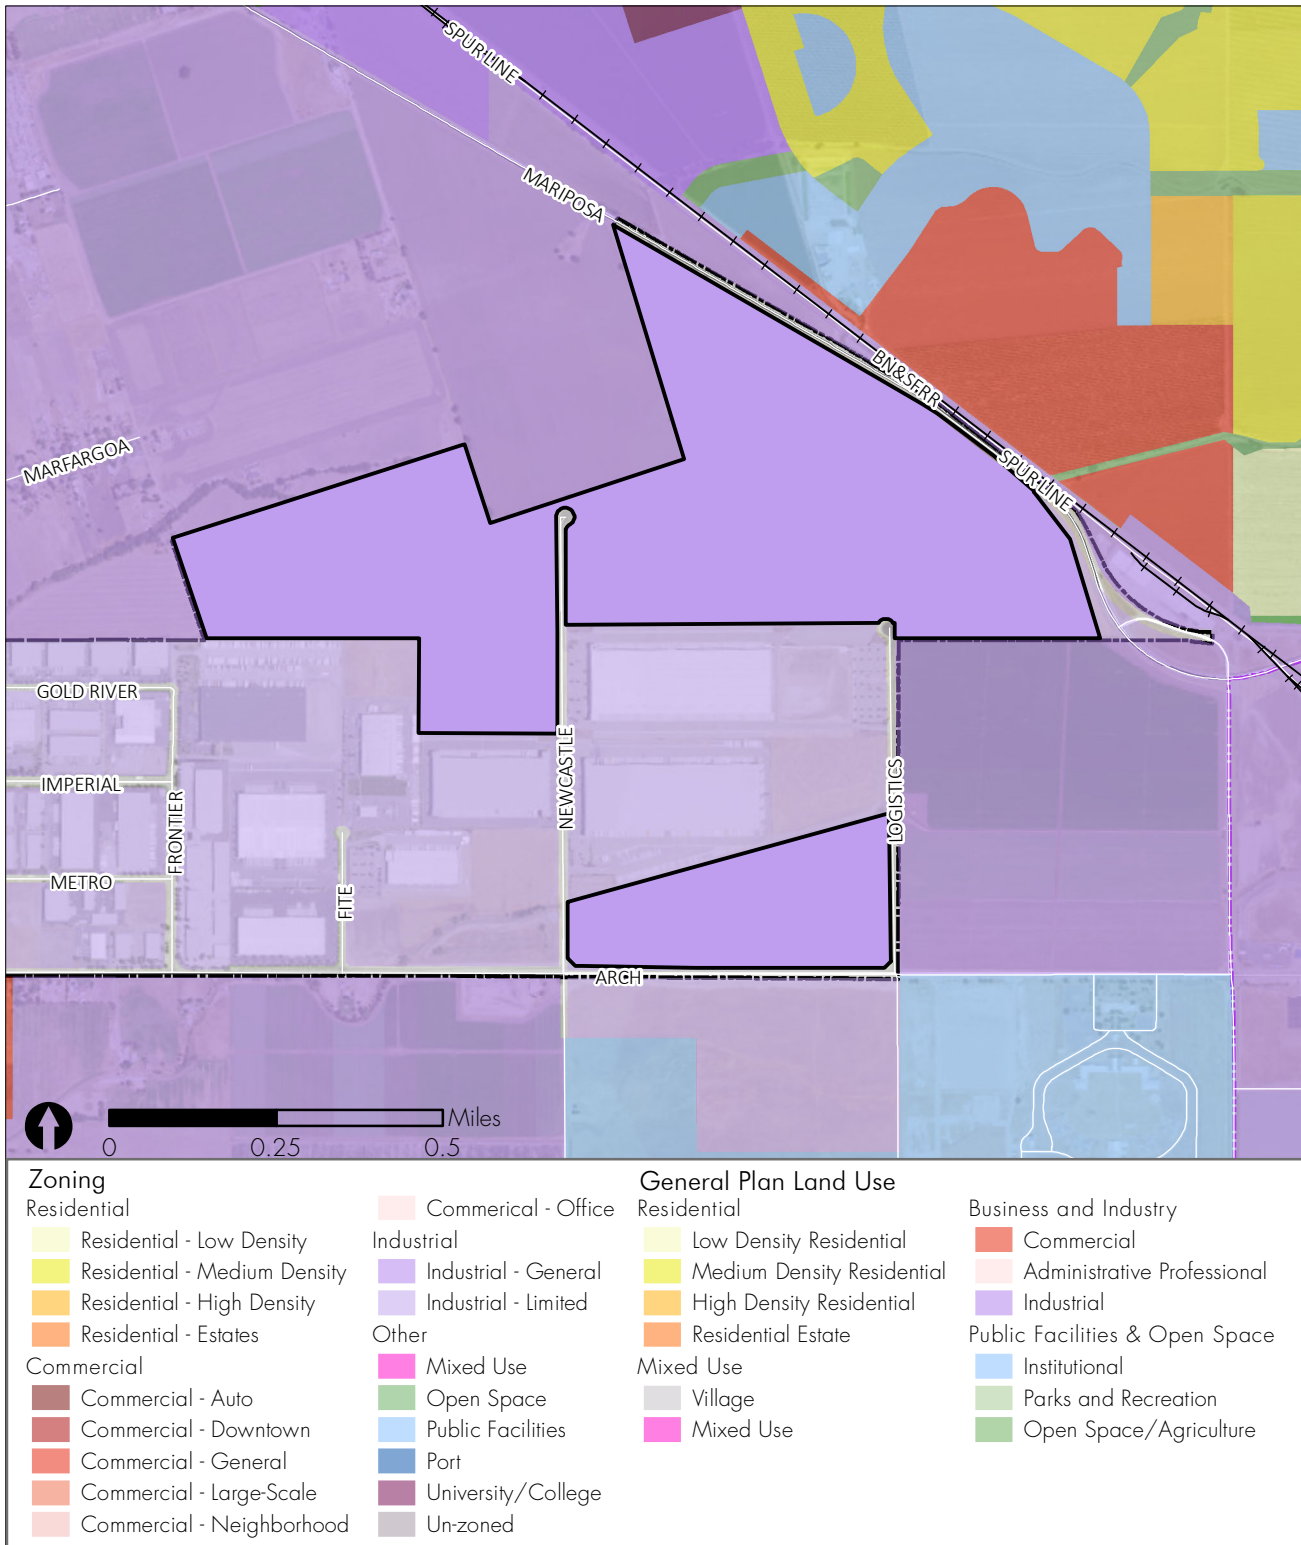 SPUR LINE
MARIPOSA
BN&SF.RR
MARFARGOA
SPUR LINE
GOLD RIVER
NEWCASTLE
IMPERIAL
FRONTIER
LOGISTICS
METRO
FITE
ARCH
Miles
0 0.25 0.5
Zoning
Residential
Residential - Low Density
Residential - Medium Density
Residential - High Density
Residential - Estates
Commercial
Commercial - Auto
Commercial - Downtown
Commercial - General
Commercial - Large-Scale
Commercial - Neighborhood
Commerical - Office
Industrial
Industrial - General
Industrial - Limited
Other
Mixed Use
Open Space
Public Facilities
Port
University/College
Un-zoned
General Plan Land Use
Residential
Low Density Residential
Medium Density Residential
High Density Residential
Residential Estate
Mixed Use
Village
Mixed Use
Business and Industry
Commercial
Administrative Professional
Industrial
Public Facilities & Open Space
Institutional
Parks and Recreation
Open Space/Agriculture